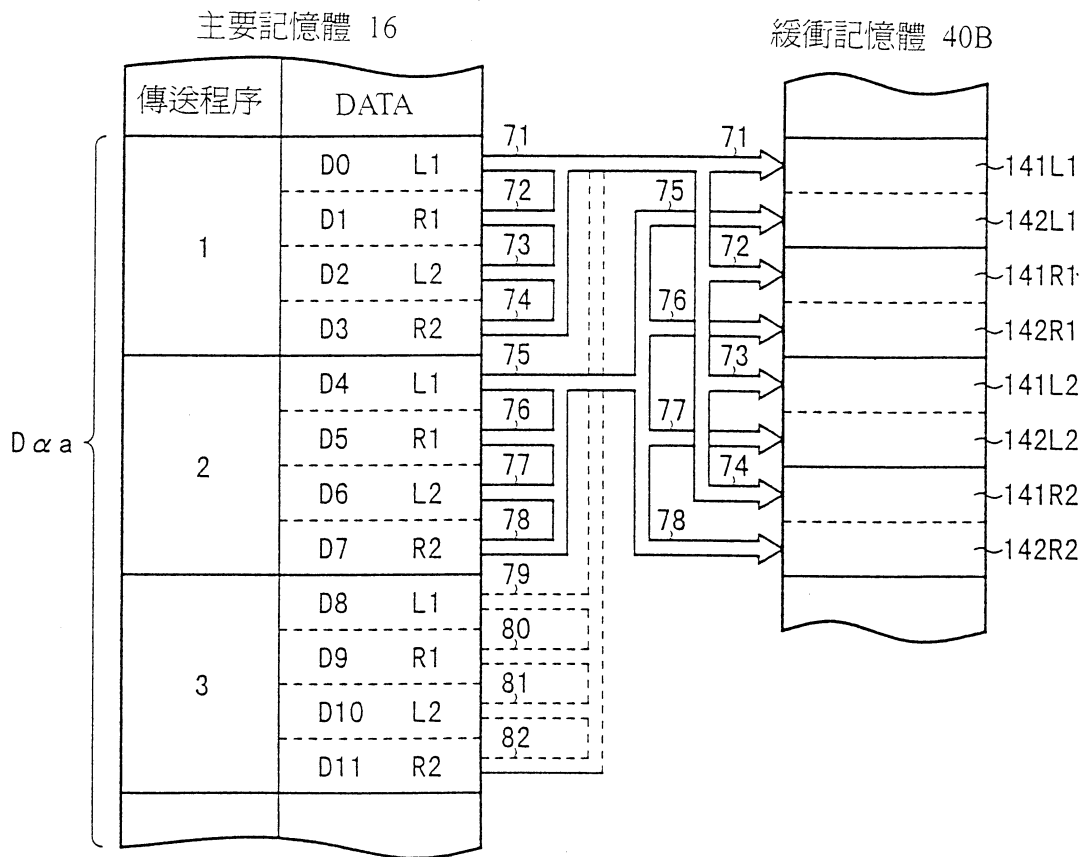 主要記憶體 16
緩衝記憶體 40B
傳送程序 DATA
Dαa
1
D0 L1
D1 R1
D2 L2
D3 R2
2
D4 L1
D5 R1
D6 L2
D7 R2
3
D8 L1
D9 R1
D10 L2
D11 R2
71
72
73
74
75
76
77
78
79
80
81
82
71
75
72
76
73
77
74
78
141L1
142L1
141R1
142R1
141L2
142L2
141R2
142R2